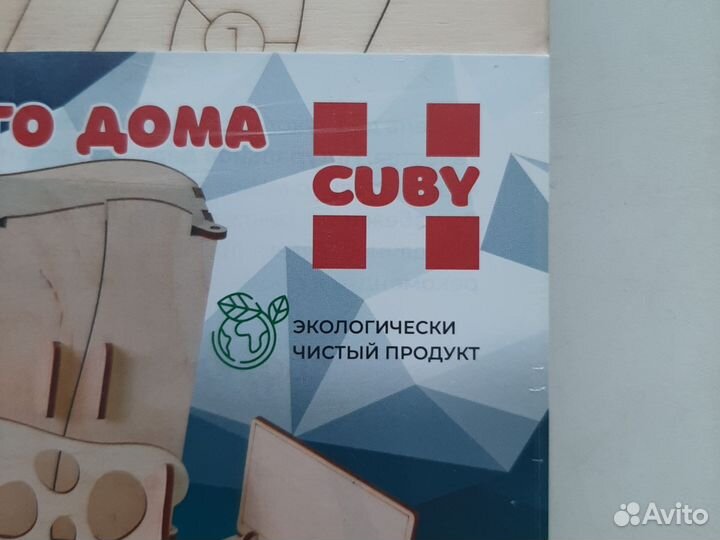 ГО ДОМА
CUBY
ЭКОЛОГИЧЕСКИ
ЧИСТЫЙ ПРОДУКТ
Avito